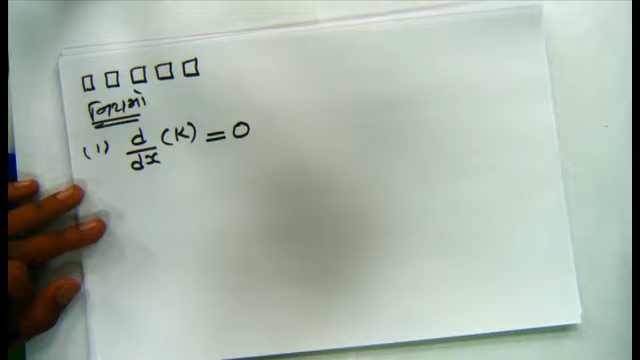 નિયમો
(1) d/dx (K) = 0